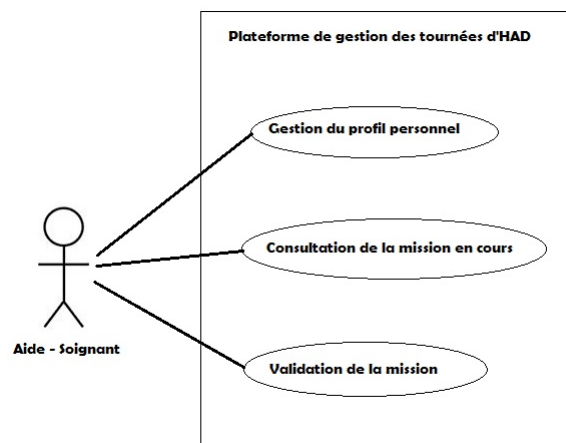 Plateforme de gestion des tournées d'HAD
Gestion du profil personnel
Consultation de la mission en cours
Aide - Soignant
Validation de la mission